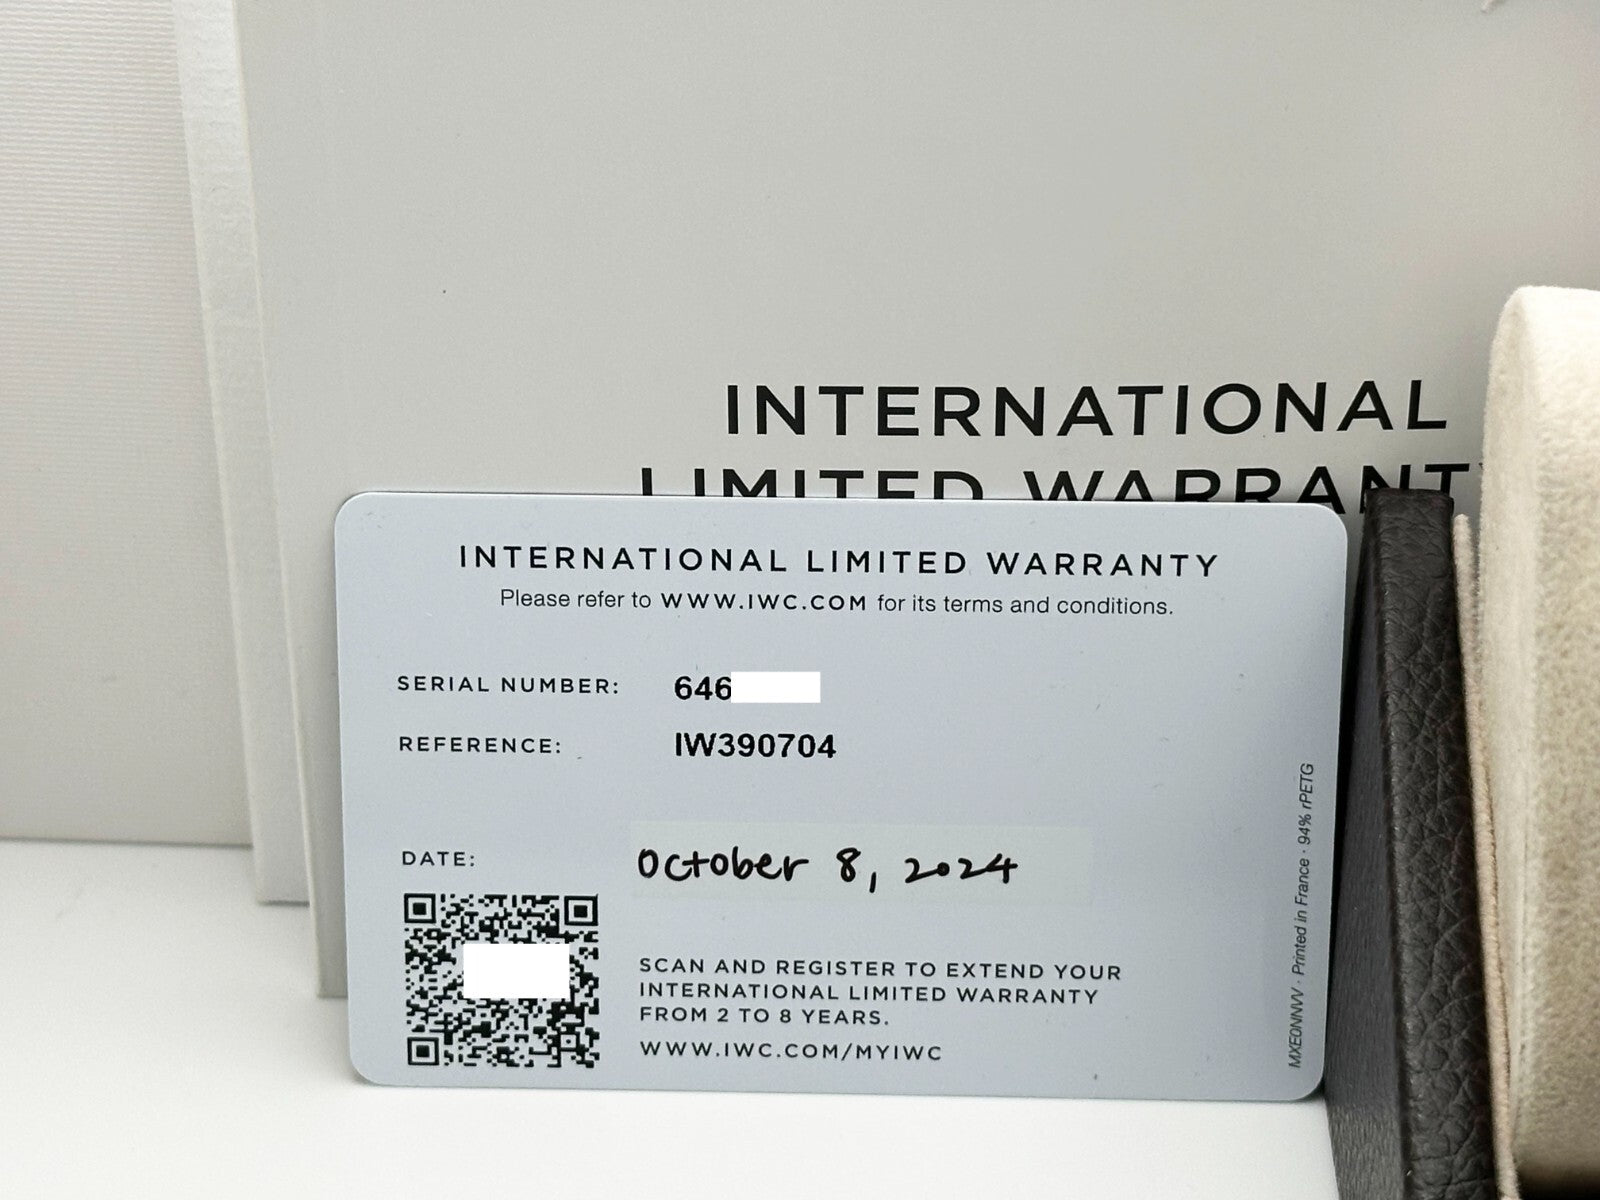 INTERNATIONAL
LIMITED WARRANTY
INTERNATIONAL LIMITED WARRANTY
Please refer to WWW.IWC.COM for its terms and conditions.
SERIAL NUMBER: 646
REFERENCE: IW390704
DATE: October 8, 2024
SCAN AND REGISTER TO EXTEND YOUR
INTERNATIONAL LIMITED WARRANTY
FROM 2 TO 8 YEARS.
WWW.IWC.COM/MYIWC
MXE0NNVV · Printed in France · 94% rPETG